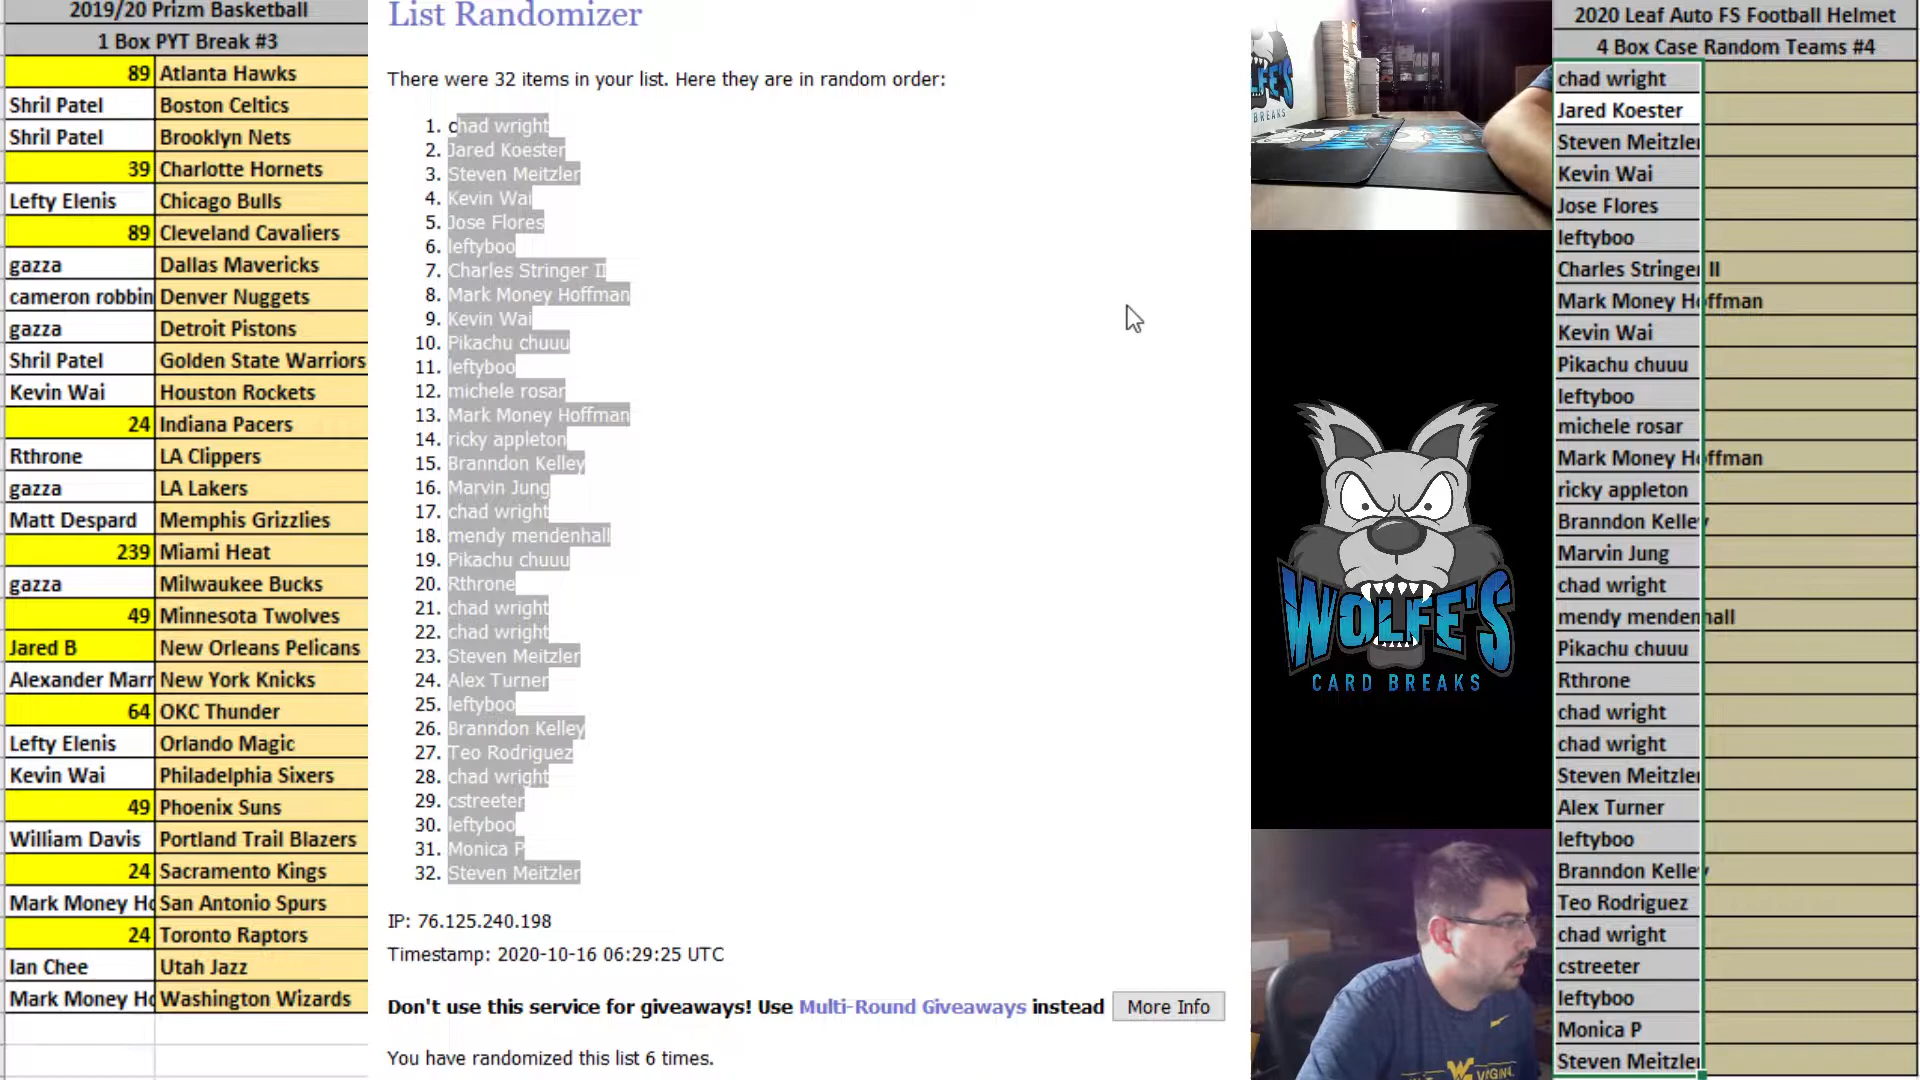 2019/20 Prizm Basketball
1 Box PYT Break #3
89 Atlanta Hawks
Shril Patel Boston Celtics
Shril Patel Brooklyn Nets
39 Charlotte Hornets
Lefty Elenis Chicago Bulls
89 Cleveland Cavaliers
gazza Dallas Mavericks
cameron robbin Denver Nuggets
gazza Detroit Pistons
Shril Patel Golden State Warriors
Kevin Wai Houston Rockets
24 Indiana Pacers
Rthrone LA Clippers
gazza LA Lakers
Matt Despard Memphis Grizzlies
239 Miami Heat
gazza Milwaukee Bucks
49 Minnesota Twolves
Jared B New Orleans Pelicans
Alexander Marr New York Knicks
64 OKC Thunder
Lefty Elenis Orlando Magic
Kevin Wai Philadelphia Sixers
49 Phoenix Suns
William Davis Portland Trail Blazers
24 Sacramento Kings
Mark Money Ho San Antonio Spurs
24 Toronto Raptors
Ian Chee Utah Jazz
Mark Money Ho Washington Wizards
List Randomizer
There were 32 items in your list. Here they are in random order:
1. chad wright
2. Jared Koester
3. Steven Meitzler
4. Kevin Wai
5. Jose Flores
6. leftyboo
7. Charles Stringer II
8. Mark Money Hoffman
9. Kevin Wai
10. Pikachu chuuu
11. leftyboo
12. michele rosar
13. Mark Money Hoffman
14. ricky appleton
15. Branndon Kelley
16. Marvin Jung
17. chad wright
18. mendy mendenhall
19. Pikachu chuuu
20. Rthrone
21. chad wright
22. chad wright
23. Steven Meitzler
24. Alex Turner
25. leftyboo
26. Branndon Kelley
27. Teo Rodriguez
28. chad wright
29. cstreeter
30. leftyboo
31. Monica P
32. Steven Meitzler
IP: 76.125.240.198
Timestamp: 2020-10-16 06:29:25 UTC
Don't use this service for giveaways! Use Multi-Round Giveaways instead More Info
You have randomized this list 6 times.
WOLFE'S
CARD BREAKS
2020 Leaf Auto FS Football Helmet
4 Box Case Random Teams #4
chad wright
Jared Koester
Steven Meitzler
Kevin Wai
Jose Flores
leftyboo
Charles Stringer II
Mark Money Hoffman
Kevin Wai
Pikachu chuuu
leftyboo
michele rosar
Mark Money Hoffman
ricky appleton
Branndon Kelley
Marvin Jung
chad wright
mendy mendenhall
Pikachu chuuu
Rthrone
chad wright
chad wright
Steven Meitzler
Alex Turner
leftyboo
Branndon Kelley
Teo Rodriguez
chad wright
cstreeter
leftyboo
Monica P
Steven Meitzler